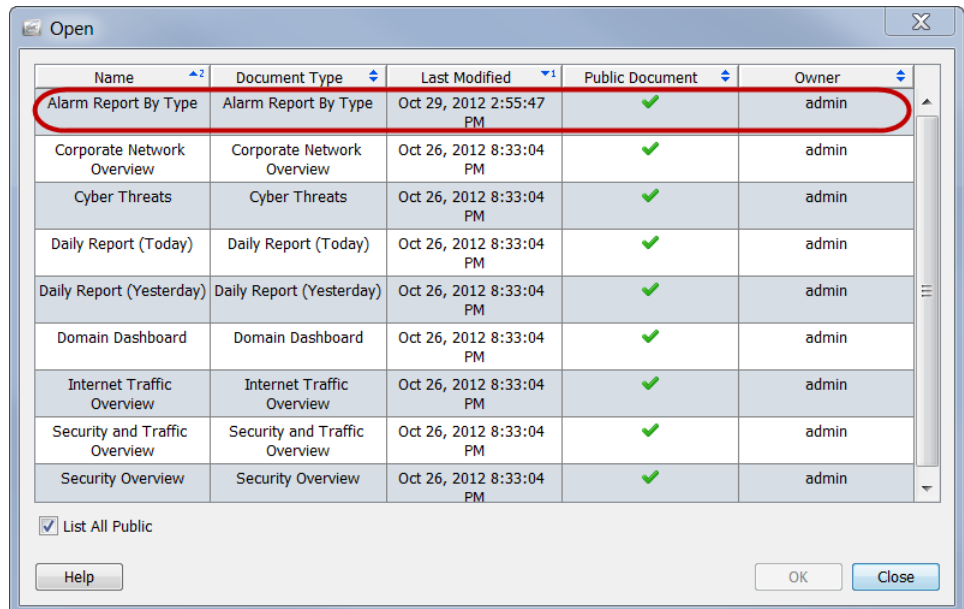 Open
Name 2 Document Type Last Modified 1 Public Document Owner
Alarm Report By Type Alarm Report By Type Oct 29, 2012 2:55:47 PM admin
Corporate Network Overview Corporate Network Overview Oct 26, 2012 8:33:04 PM admin
Cyber Threats Cyber Threats Oct 26, 2012 8:33:04 PM admin
Daily Report (Today) Daily Report (Today) Oct 26, 2012 8:33:04 PM admin
Daily Report (Yesterday) Daily Report (Yesterday) Oct 26, 2012 8:33:04 PM admin
Domain Dashboard Domain Dashboard Oct 26, 2012 8:33:04 PM admin
Internet Traffic Overview Internet Traffic Overview Oct 26, 2012 8:33:04 PM admin
Security and Traffic Overview Security and Traffic Overview Oct 26, 2012 8:33:04 PM admin
Security Overview Security Overview Oct 26, 2012 8:33:04 PM admin
List All Public
Help OK Close